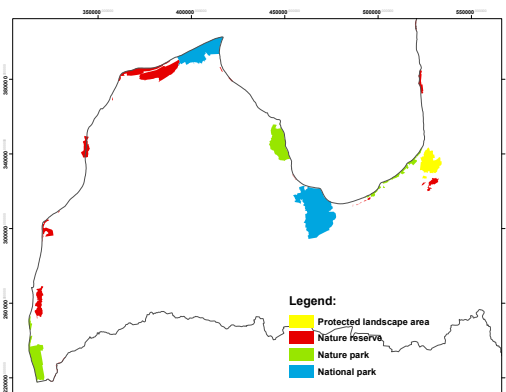 350000 400000 450000 500000 550000
380000
340000
300000
260000
220000
Legend:
Protected landscape area
Nature reserve
Nature park
National park